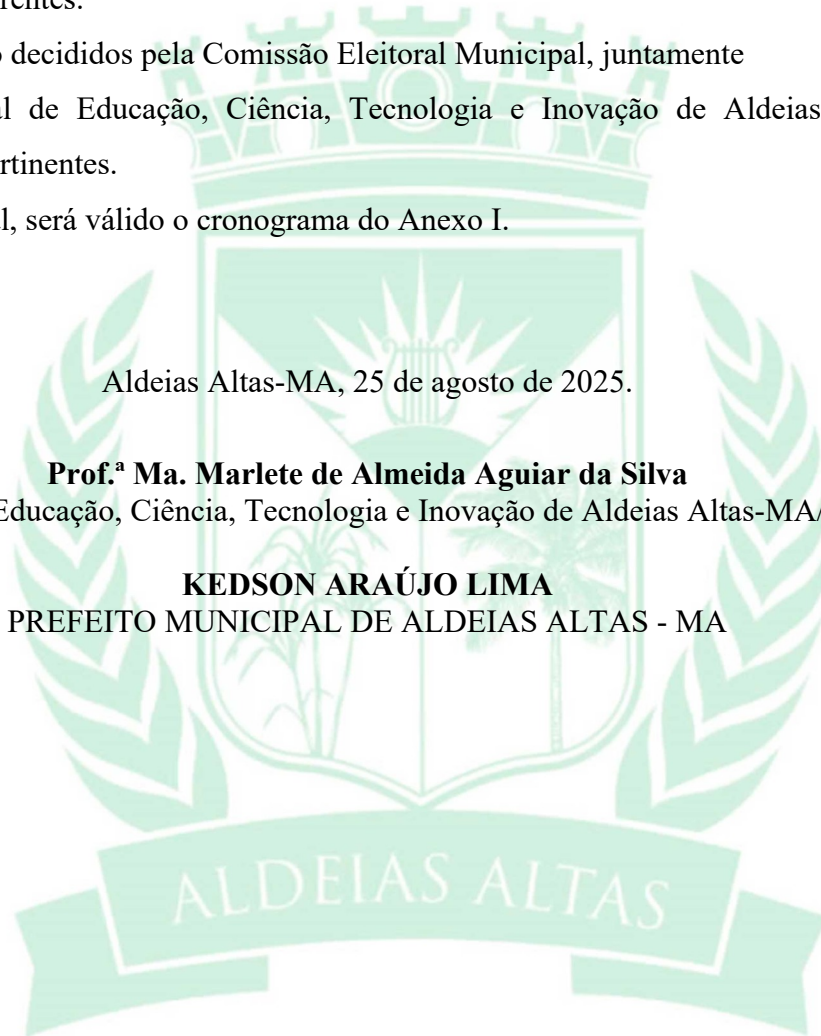 decididos pela Comissão Eleitoral Municipal, juntamente
de Educação, Ciência, Tecnologia e Inovação de Aldeias
será válido o cronograma do Anexo I.
Aldeias Altas-MA, 25 de agosto de 2025.
Prof.ª Ma. Marlete de Almeida Aguiar da Silva
Educação, Ciência, Tecnologia e Inovação de Aldeias Altas-MA/
KEDSON ARAÚJO LIMA
PREFEITO MUNICIPAL DE ALDEIAS ALTAS - MA
ALDEIAS ALTAS